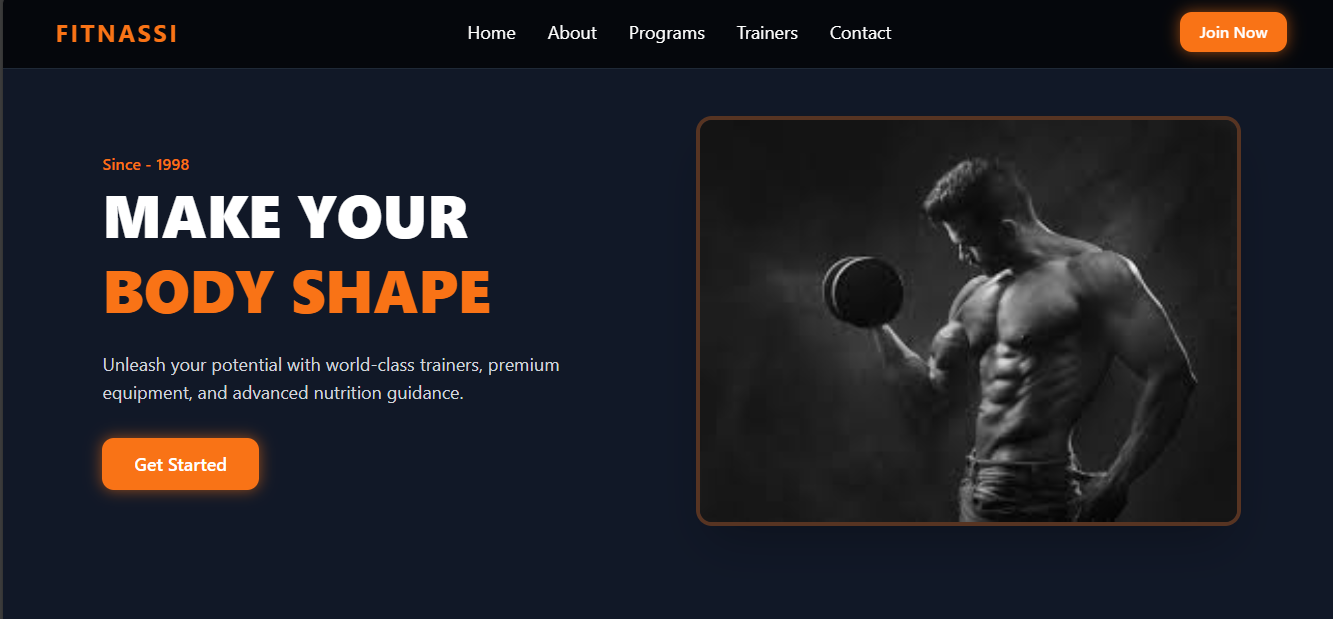 FITNASSI
Home About Programs Trainers Contact
Join Now
Since - 1998
MAKE YOUR
BODY SHAPE
Unleash your potential with world-class trainers, premium
equipment, and advanced nutrition guidance.
Get Started